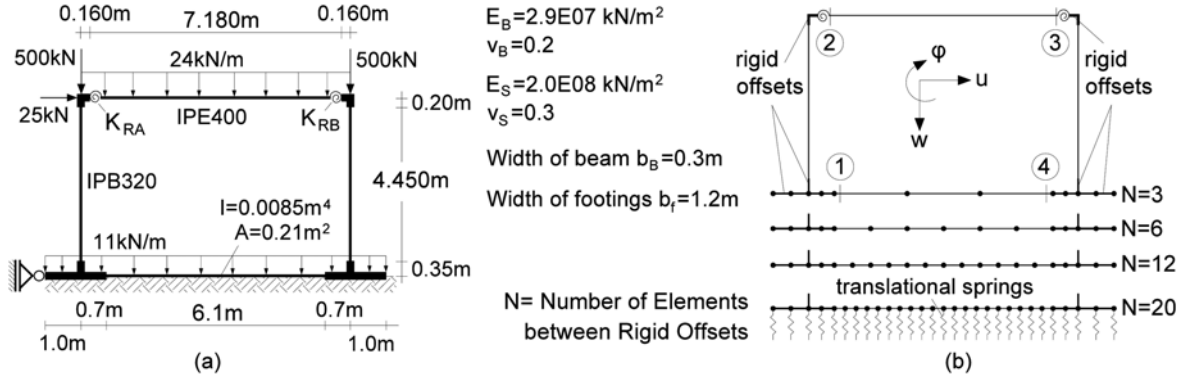 0.160m
7.180m
0.160m
500kN
24kN/m
500kN
25kN
K_RA
IPE400
K_RB
0.20m
IPB320
4.450m
I=0.0085m⁴
A=0.21m²
11kN/m
0.35m
0.7m
6.1m
0.7m
1.0m
1.0m
(a)
E_B=2.9E07 kN/m²
v_B=0.2
E_S=2.0E08 kN/m²
v_S=0.3
Width of beam b_B=0.3m
Width of footings b_f=1.2m
N= Number of Elements
between Rigid Offsets
2
3
rigid
offsets
φ
u
w
rigid
offsets
1
4
N=3
N=6
N=12
translational springs
N=20
(b)